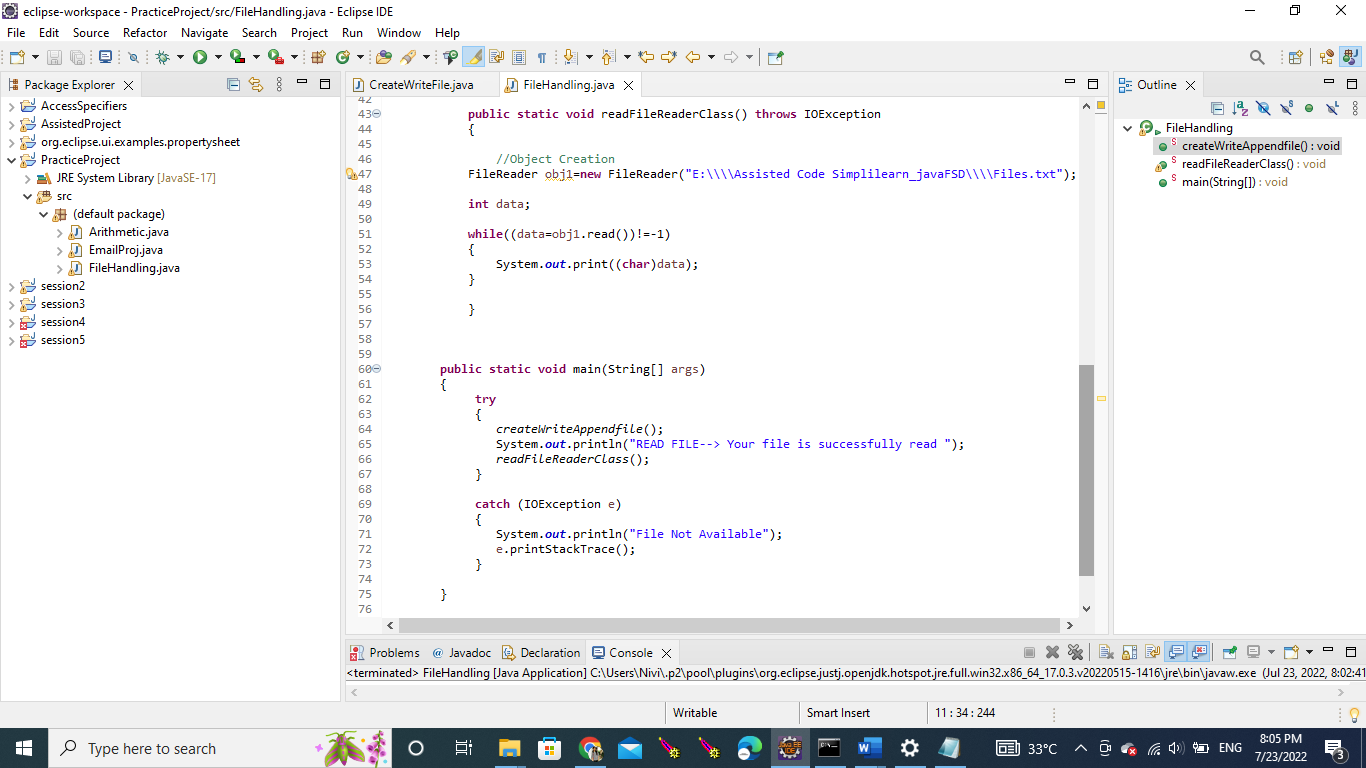 eclipse-workspace - PracticeProject/src/FileHandling.java - Eclipse IDE
File Edit Source Refactor Navigate Search Project Run Window Help
Package Explorer
AccessSpecifiers
AssistedProject
org.eclipse.ui.examples.propertysheet
PracticeProject
JRE System Library [JavaSE-17]
src
(default package)
Arithmetic.java
EmailProj.java
FileHandling.java
session2
session3
session4
session5
CreateWriteFile.java FileHandling.java
42
43 public static void readFileReaderClass() throws IOException
44 {
45
46 //Object Creation
47 FileReader obj1=new FileReader("E:\\\\Assisted Code Simplilearn_javaFSD\\\\Files.txt");
48
49 int data;
50
51 while((data=obj1.read())!=-1)
52 {
53 System.out.print((char)data);
54 }
55
56 }
57
58
59
60 public static void main(String[] args)
61 {
62 try
63 {
64 createWriteAppendfile();
65 System.out.println("READ FILE--> Your file is successfully read ");
66 readFileReaderClass();
67 }
68
69 catch (IOException e)
70 {
71 System.out.println("File Not Available");
72 e.printStackTrace();
73 }
74
75 }
76
Outline
FileHandling
createWriteAppendfile() : void
readFileReaderClass() : void
main(String[]) : void
Problems @ Javadoc Declaration Console
<terminated> FileHandling [Java Application] C:\Users\Nivi\.p2\pool\plugins\org.eclipse.justj.openjdk.hotspot.jre.full.win32.x86_64_17.0.3.v20220515-1416\jre\bin\javaw.exe (Jul 23, 2022, 8:02:41
Writable Smart Insert 11 : 34 : 244
Type here to search
33°C ENG 8:05 PM
7/23/2022
3